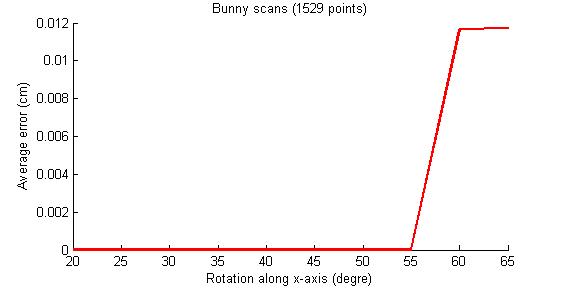 Bunny scans (1529 points)
0.012
0.01
0.008
0.006
0.004
0.002
0
Average error (cm)
20 25 30 35 40 45 50 55 60 65
Rotation along x-axis (degre)